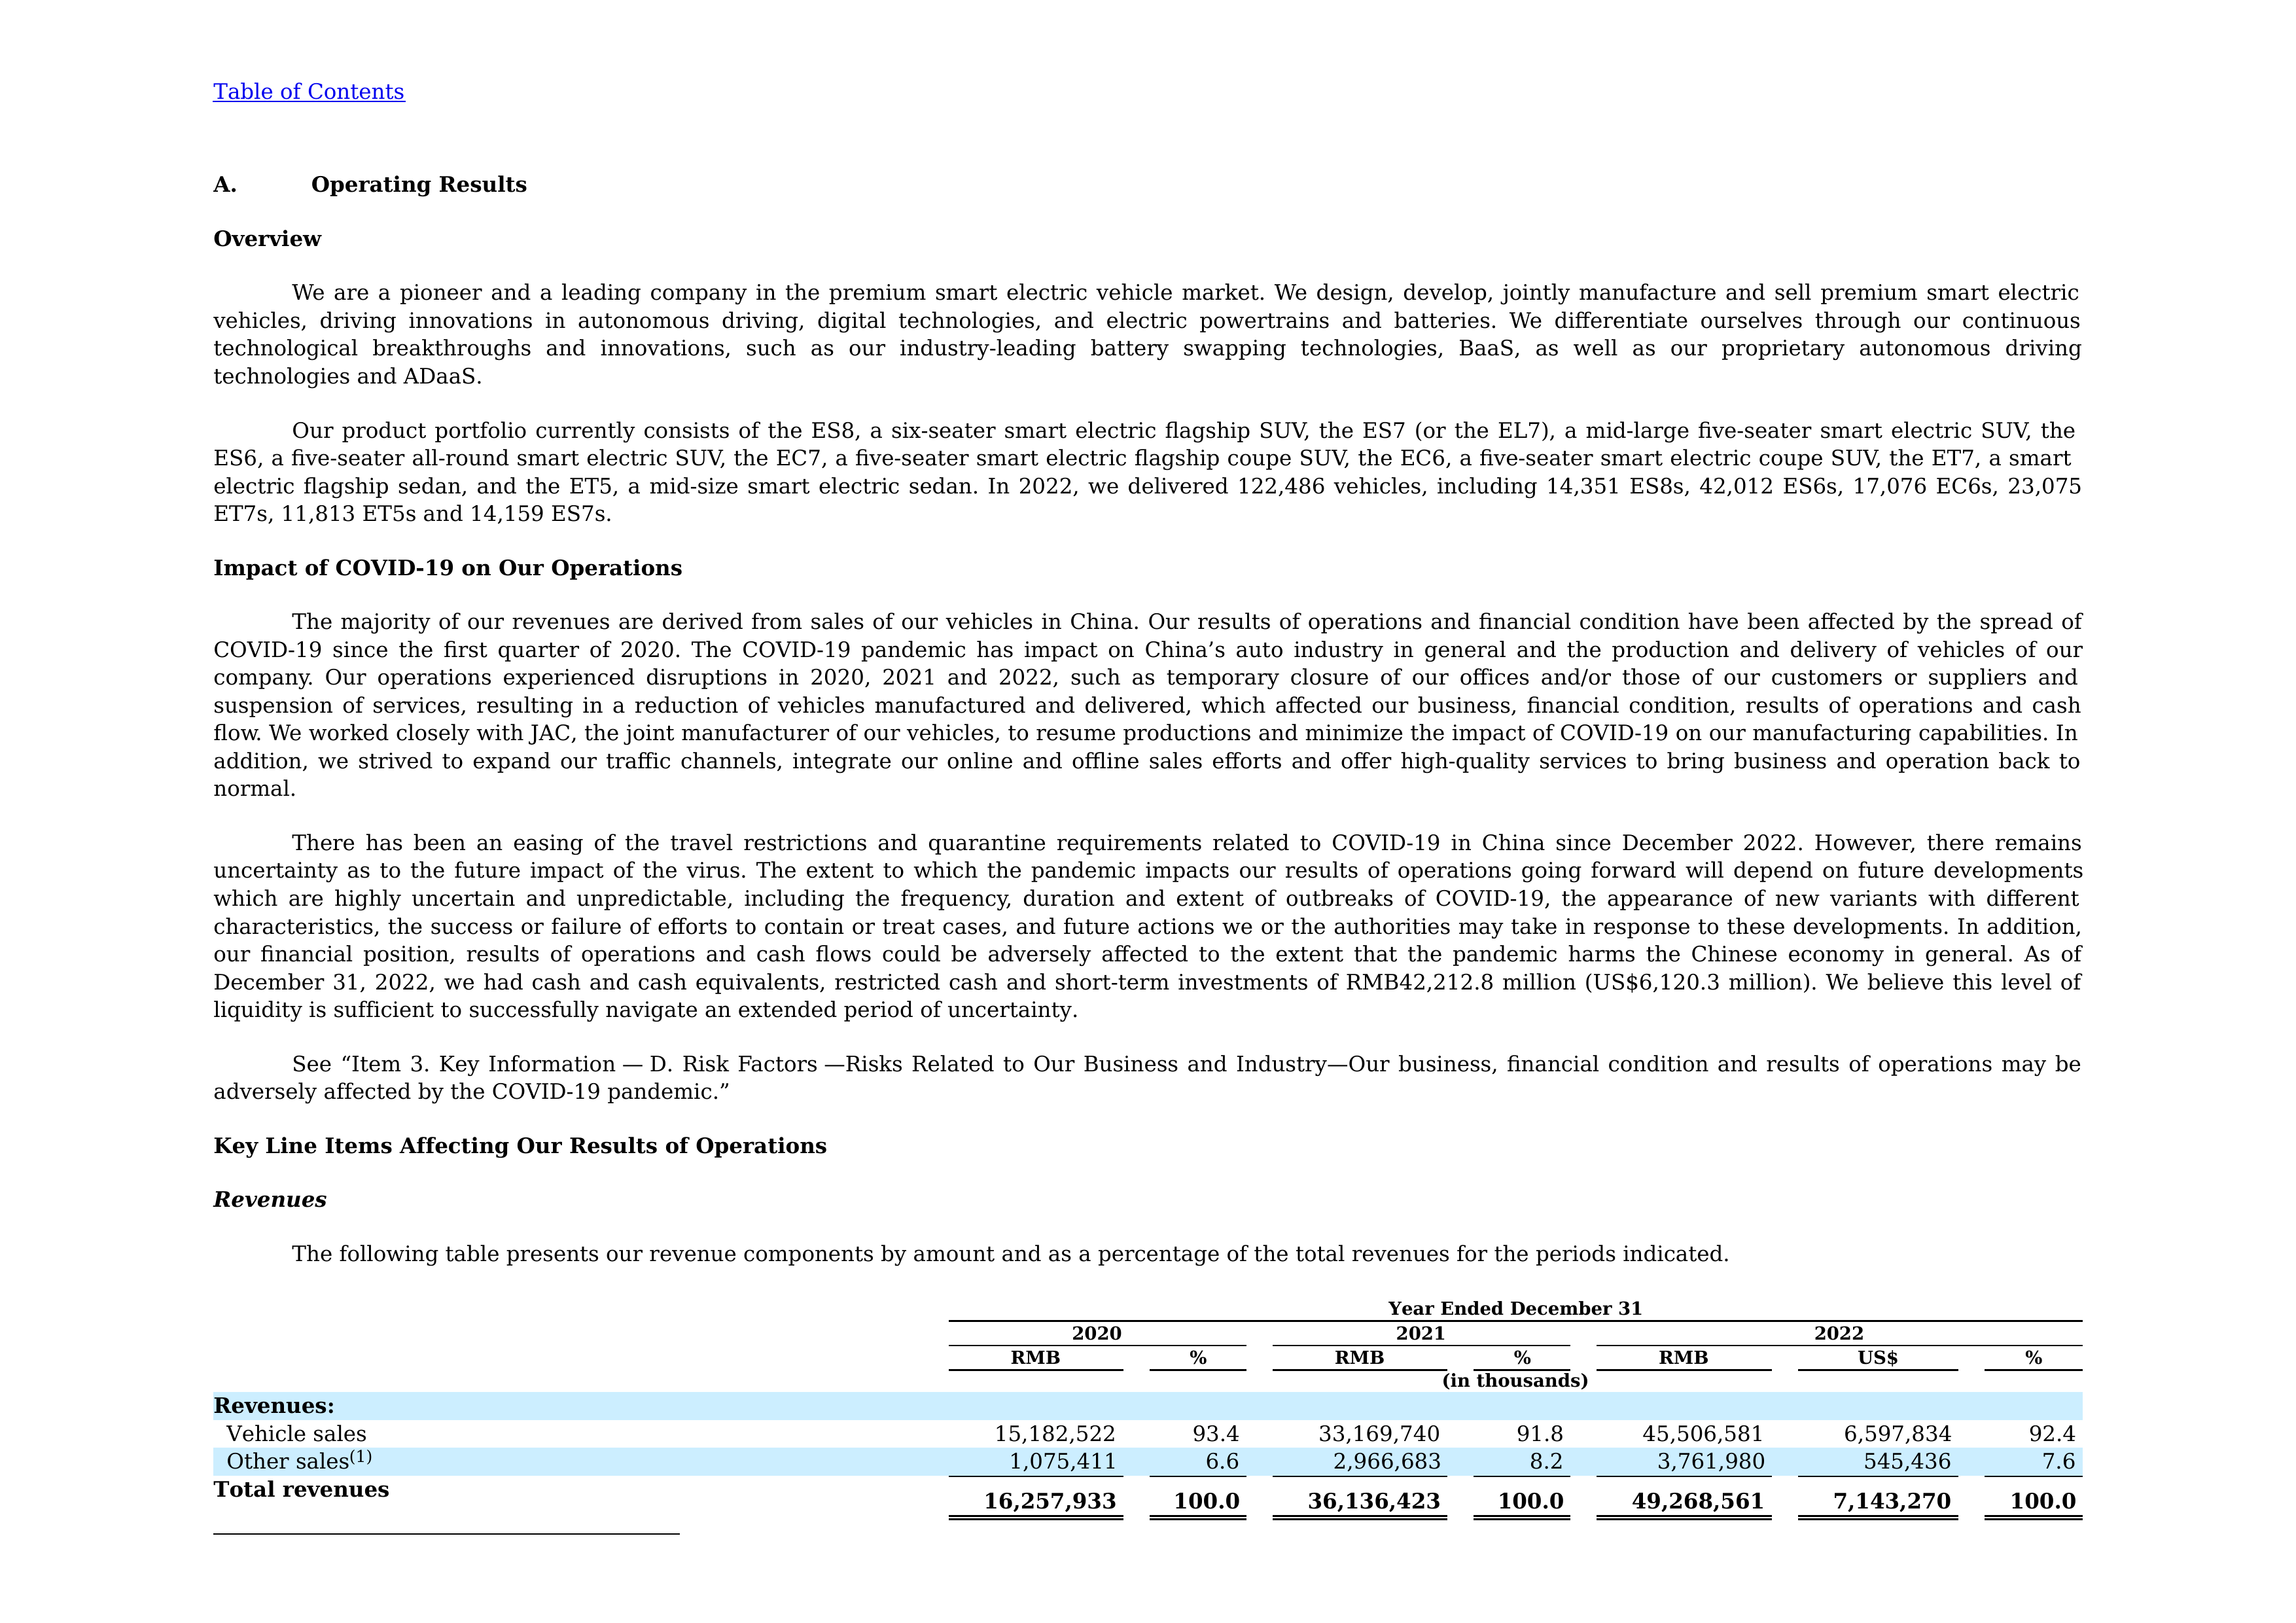 Table of Contents
A. Operating Results
Overview
We are a pioneer and a leading company in the premium smart electric vehicle market. We design, develop, jointly manufacture and sell premium smart electric
vehicles, driving innovations in autonomous driving, digital technologies, and electric powertrains and batteries. We differentiate ourselves through our continuous
technological breakthroughs and innovations, such as our industry-leading battery swapping technologies, BaaS, as well as our proprietary autonomous driving
technologies and ADaaS.
Our product portfolio currently consists of the ES8, a six-seater smart electric flagship SUV, the ES7 (or the EL7), a mid-large five-seater smart electric SUV, the
ES6, a five-seater all-round smart electric SUV, the EC7, a five-seater smart electric flagship coupe SUV, the EC6, a five-seater smart electric coupe SUV, the ET7, a smart
electric flagship sedan, and the ET5, a mid-size smart electric sedan. In 2022, we delivered 122,486 vehicles, including 14,351 ES8s, 42,012 ES6s, 17,076 EC6s, 23,075
ET7s, 11,813 ET5s and 14,159 ES7s.
Impact of COVID-19 on Our Operations
The majority of our revenues are derived from sales of our vehicles in China. Our results of operations and financial condition have been affected by the spread of
COVID-19 since the first quarter of 2020. The COVID-19 pandemic has impact on China’s auto industry in general and the production and delivery of vehicles of our
company. Our operations experienced disruptions in 2020, 2021 and 2022, such as temporary closure of our offices and/or those of our customers or suppliers and
suspension of services, resulting in a reduction of vehicles manufactured and delivered, which affected our business, financial condition, results of operations and cash
flow. We worked closely with JAC, the joint manufacturer of our vehicles, to resume productions and minimize the impact of COVID-19 on our manufacturing capabilities. In
addition, we strived to expand our traffic channels, integrate our online and offline sales efforts and offer high-quality services to bring business and operation back to
normal.
There has been an easing of the travel restrictions and quarantine requirements related to COVID-19 in China since December 2022. However, there remains
uncertainty as to the future impact of the virus. The extent to which the pandemic impacts our results of operations going forward will depend on future developments
which are highly uncertain and unpredictable, including the frequency, duration and extent of outbreaks of COVID-19, the appearance of new variants with different
characteristics, the success or failure of efforts to contain or treat cases, and future actions we or the authorities may take in response to these developments. In addition,
our financial position, results of operations and cash flows could be adversely affected to the extent that the pandemic harms the Chinese economy in general. As of
December 31, 2022, we had cash and cash equivalents, restricted cash and short-term investments of RMB42,212.8 million (US$6,120.3 million). We believe this level of
liquidity is sufficient to successfully navigate an extended period of uncertainty.
See “Item 3. Key Information — D. Risk Factors —Risks Related to Our Business and Industry—Our business, financial condition and results of operations may be
adversely affected by the COVID-19 pandemic.”
Key Line Items Affecting Our Results of Operations
Revenues
The following table presents our revenue components by amount and as a percentage of the total revenues for the periods indicated.
Year Ended December 31
2020 2021 2022
RMB % RMB % RMB US$ %
(in thousands)
Revenues:
Vehicle sales 15,182,522 93.4 33,169,740 91.8 45,506,581 6,597,834 92.4
Other sales(1) 1,075,411 6.6 2,966,683 8.2 3,761,980 545,436 7.6
Total revenues 16,257,933 100.0 36,136,423 100.0 49,268,561 7,143,270 100.0